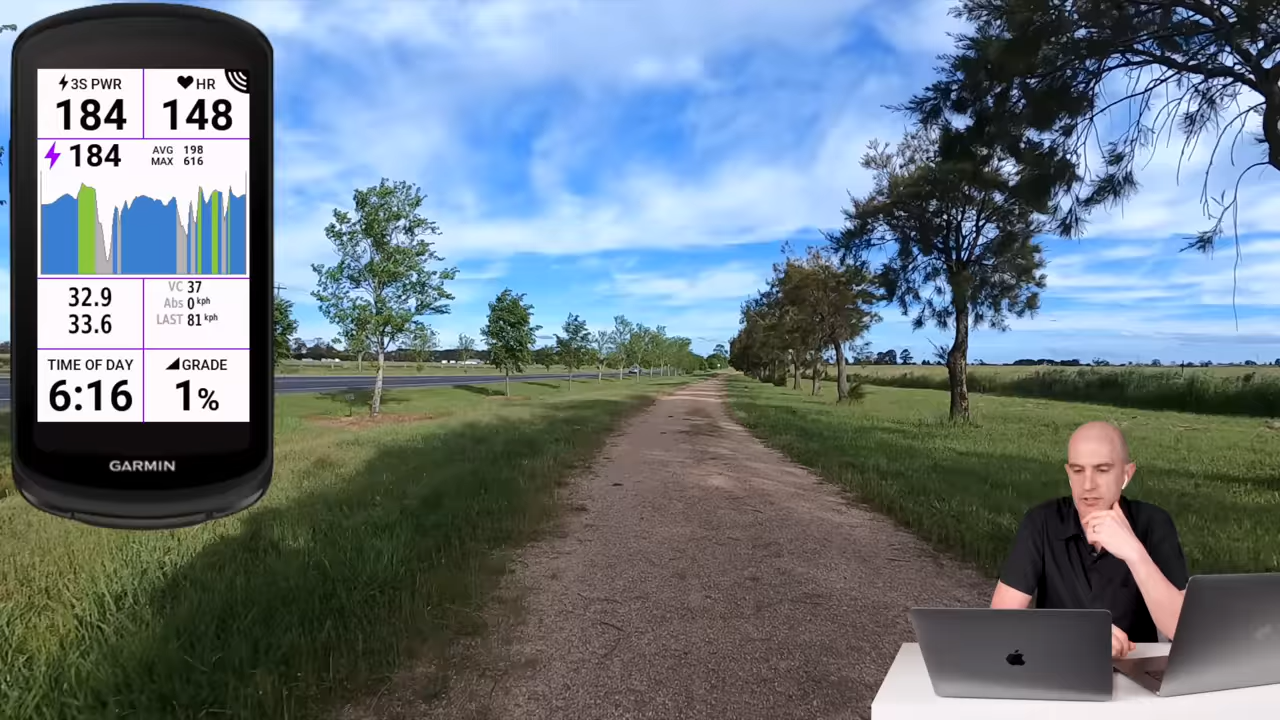 3S PWR
HR
184
148
184
AVG 198
MAX 616
32.9
33.6
VC 37
Abs 0 kph
LAST 81 kph
TIME OF DAY
GRADE
6:16
1%
GARMIN